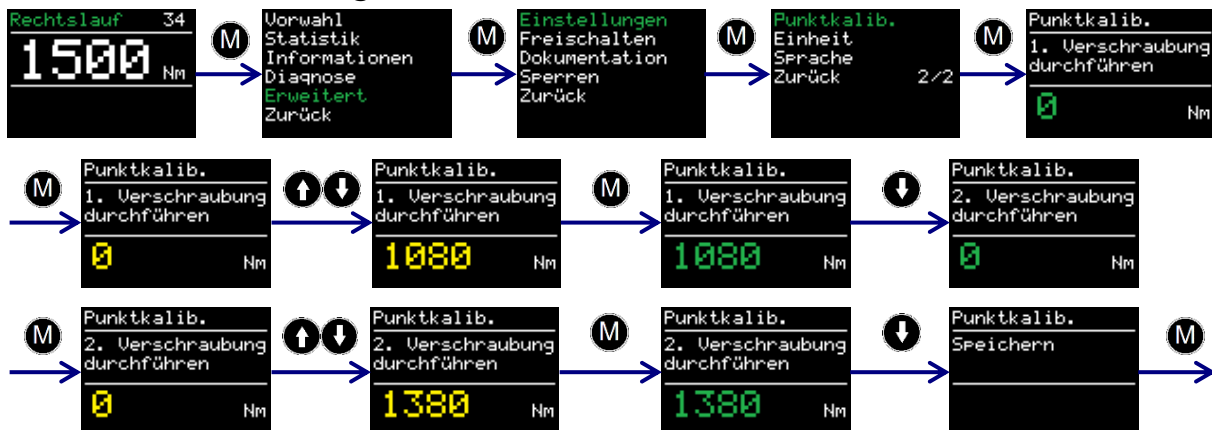 Rechtslauf 34
1500 Nm
M
Vorwahl
Statistik
Informationen
Diagnose
Erweitert
Zurück
M
Einstellungen
Freischalten
Dokumentation
Sperren
Zurück
M
Punktkalib.
Einheit
Sprache
Zurück 2/2
M
Punktkalib.
1. Verschraubung
durchführen
0 Nm
M
Punktkalib.
1. Verschraubung
durchführen
0 Nm
Punktkalib.
1. Verschraubung
durchführen
1080 Nm
M
Punktkalib.
1. Verschraubung
durchführen
1080 Nm
Punktkalib.
2. Verschraubung
durchführen
0 Nm
M
Punktkalib.
2. Verschraubung
durchführen
0 Nm
Punktkalib.
2. Verschraubung
durchführen
1380 Nm
M
Punktkalib.
2. Verschraubung
durchführen
1380 Nm
Punktkalib.
Speichern
M